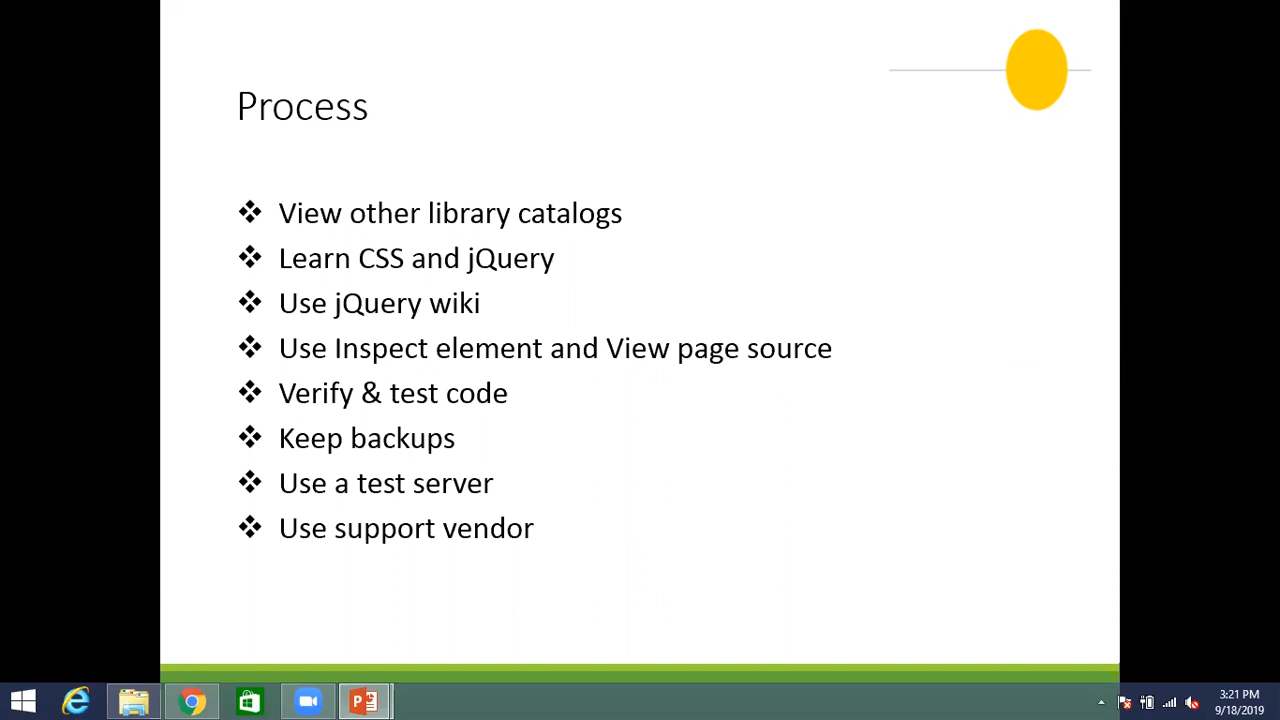 Process
View other library catalogs
Learn CSS and jQuery
Use jQuery wiki
Use Inspect element and View page source
Verify & test code
Keep backups
Use a test server
Use support vendor
3:21 PM
9/18/2019